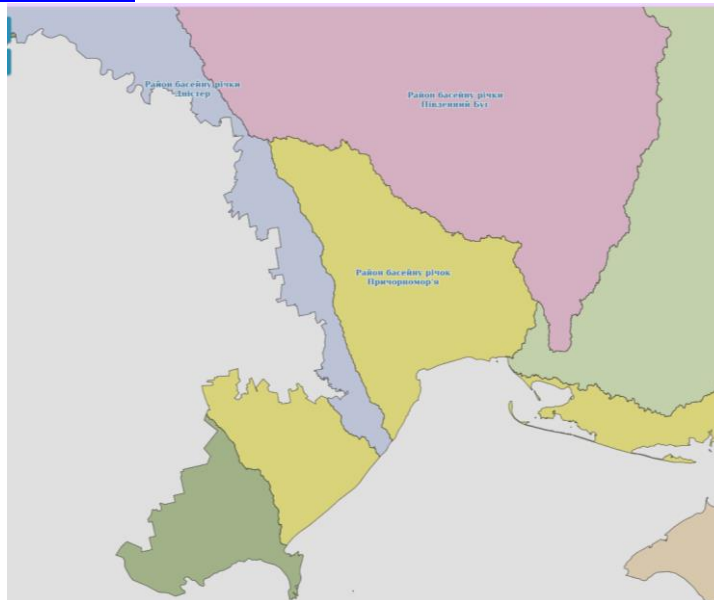 Район басейну річки
Дністер
Район басейну річки
Південний Буг
Район басейну річок
Причорномор'я